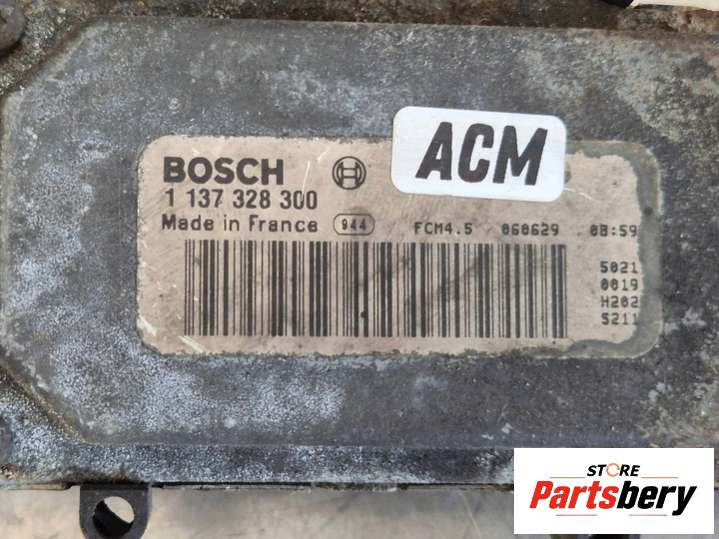 ACM
BOSCH
1 137 328 300
Made in France 944 FCM4.5 060629 08:59
5021
0019
H202
5211
STORE
Partsbery